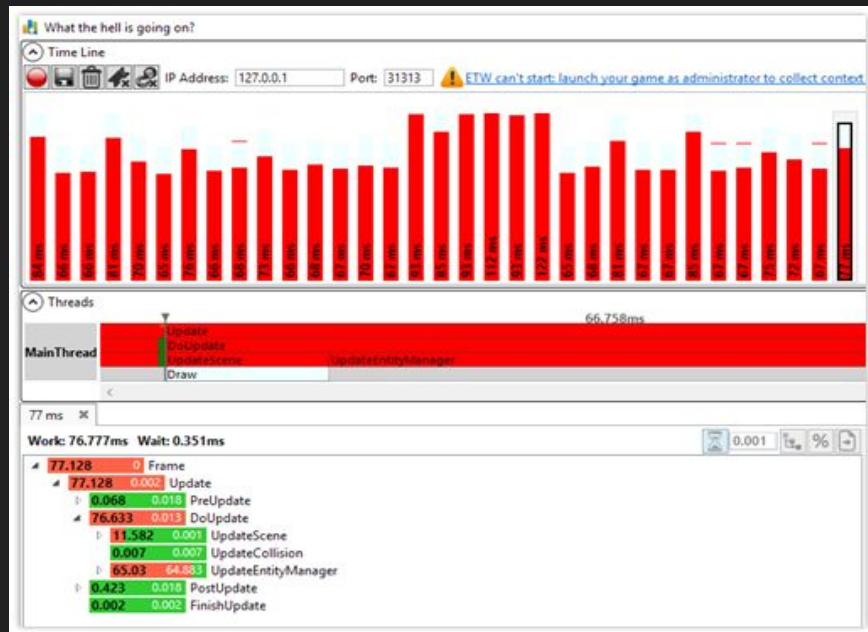 What the hell is going on?
Time Line
IP Address: 127.0.0.1 Port: 31313 ETW can't start: launch your game as administrator to collect context
84 ms 66 ms 66 ms 81 ms 70 ms 65 ms 76 ms 66 ms 68 ms 73 ms 66 ms 68 ms 67 ms 70 ms 67 ms 93 ms 85 ms 93 ms 112 ms 93 ms 122 ms 65 ms 68 ms 81 ms 67 ms 67 ms 85 ms 67 ms 67 ms 75 ms 72 ms 67 ms 77 ms
Threads
66.758ms
MainThread
Update
DoUpdate
UpdateScene UpdateEntityManager
Draw
77 ms
Work: 76.777ms Wait: 0.351ms 0.001 %
77.128 0 Frame
77.128 0.002 Update
0.068 0.018 PreUpdate
76.633 0.013 DoUpdate
11.582 0.001 UpdateScene
0.007 0.007 UpdateCollision
65.03 64.883 UpdateEntityManager
0.423 0.018 PostUpdate
0.002 0.002 FinishUpdate